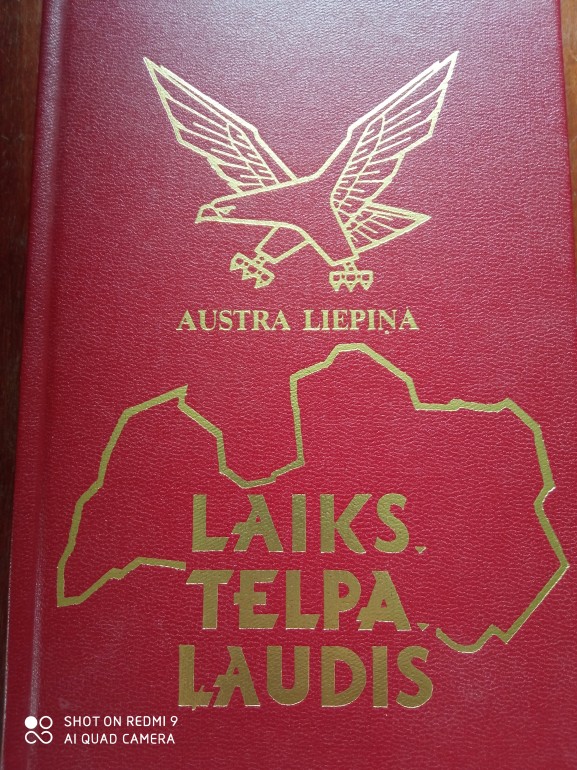 AUSTRA LIEPIŅA
LAIKS.
TELPA.
ĻAUDIS
SHOT ON REDMI 9
AI QUAD CAMERA